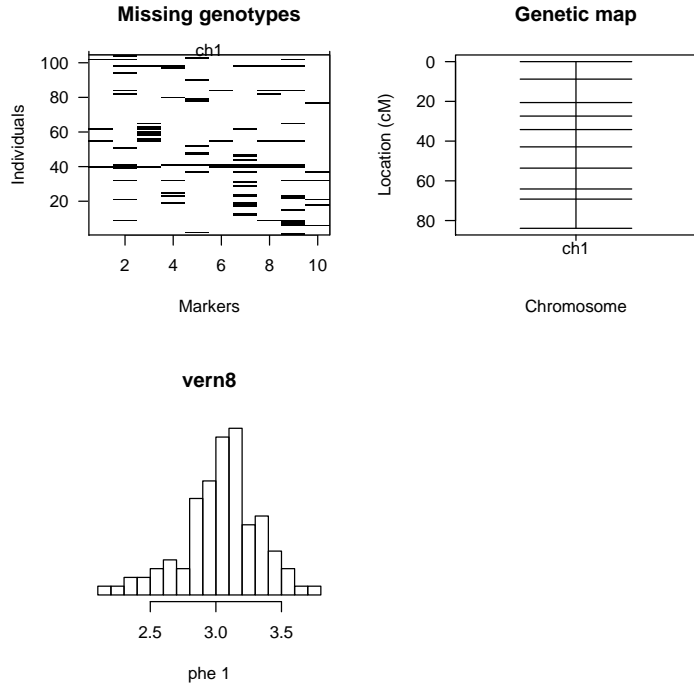 Missing genotypes
ch1
Individuals
100
80
60
40
20
2 4 6 8 10
Markers
Genetic map
Location (cM)
0
20
40
60
80
ch1
Chromosome
vern8
2.5 3.0 3.5
phe 1